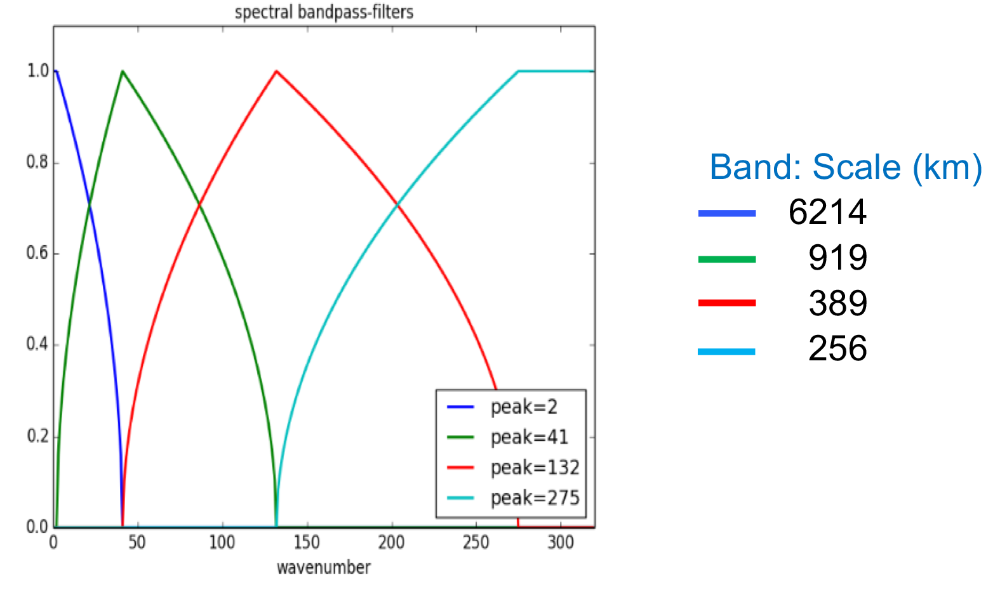 spectral bandpass-filters
1.0
0.8
0.6
0.4
0.2
0.0
0 50 100 150 200 250 300
wavenumber
peak=2
peak=41
peak=132
peak=275
Band: Scale (km)
6214
919
389
256